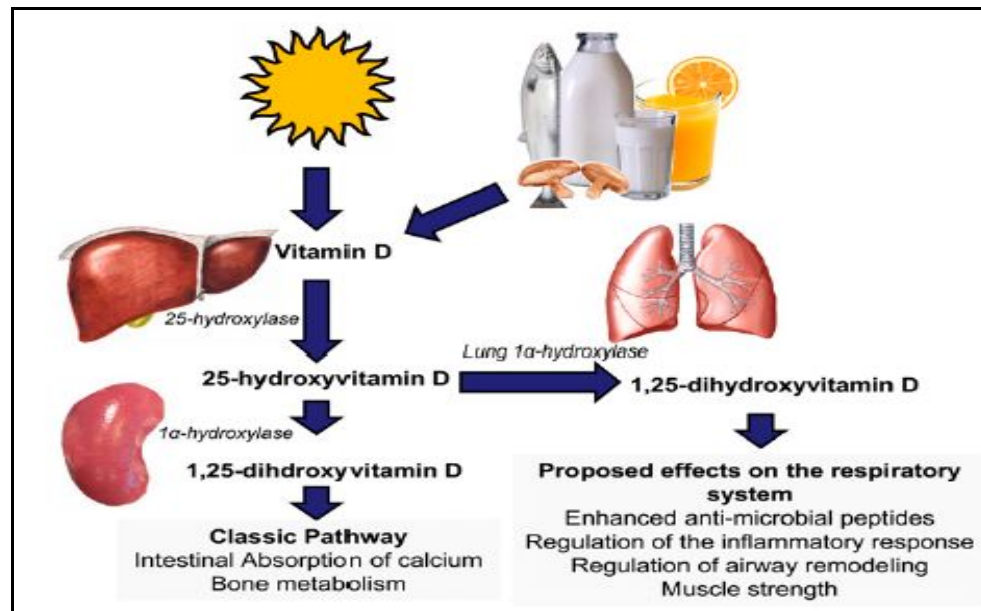 Vitamin D
25-hydroxylase
25-hydroxyvitamin D
Lung 1α-hydroxylase
1,25-dihydroxyvitamin D
1α-hydroxylase
1,25-dihdroxyvitamin D
Classic Pathway
Intestinal Absorption of calcium
Bone metabolism
Proposed effects on the respiratory
system
Enhanced anti-microbial peptides
Regulation of the inflammatory response
Regulation of airway remodeling
Muscle strength